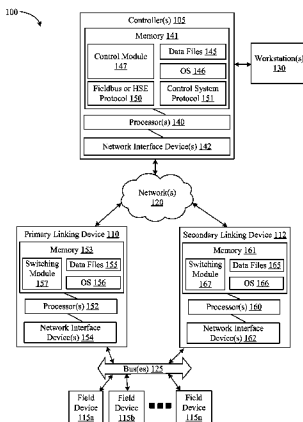 100
Controller(s) 105
Memory 141
Control Module
147
Data Files 145
OS 146
Fieldbus or HSE
Protocol 150
Control System
Protocol 151
Processor(s) 140
Network Interface Device(s) 142
Workstation(s)
130
Network(s)
120
Primary Linking Device 110
Memory 153
Switching
Module
157
Data Files 155
OS 156
Processor(s) 152
Network Interface
Device(s) 154
Secondary Linking Device 112
Memory 161
Switching
Module
167
Data Files 165
OS 166
Processor(s) 160
Network Interface
Device(s) 162
Bus(es) 125
Field
Device
115a
Field
Device
115b
Field
Device
115n